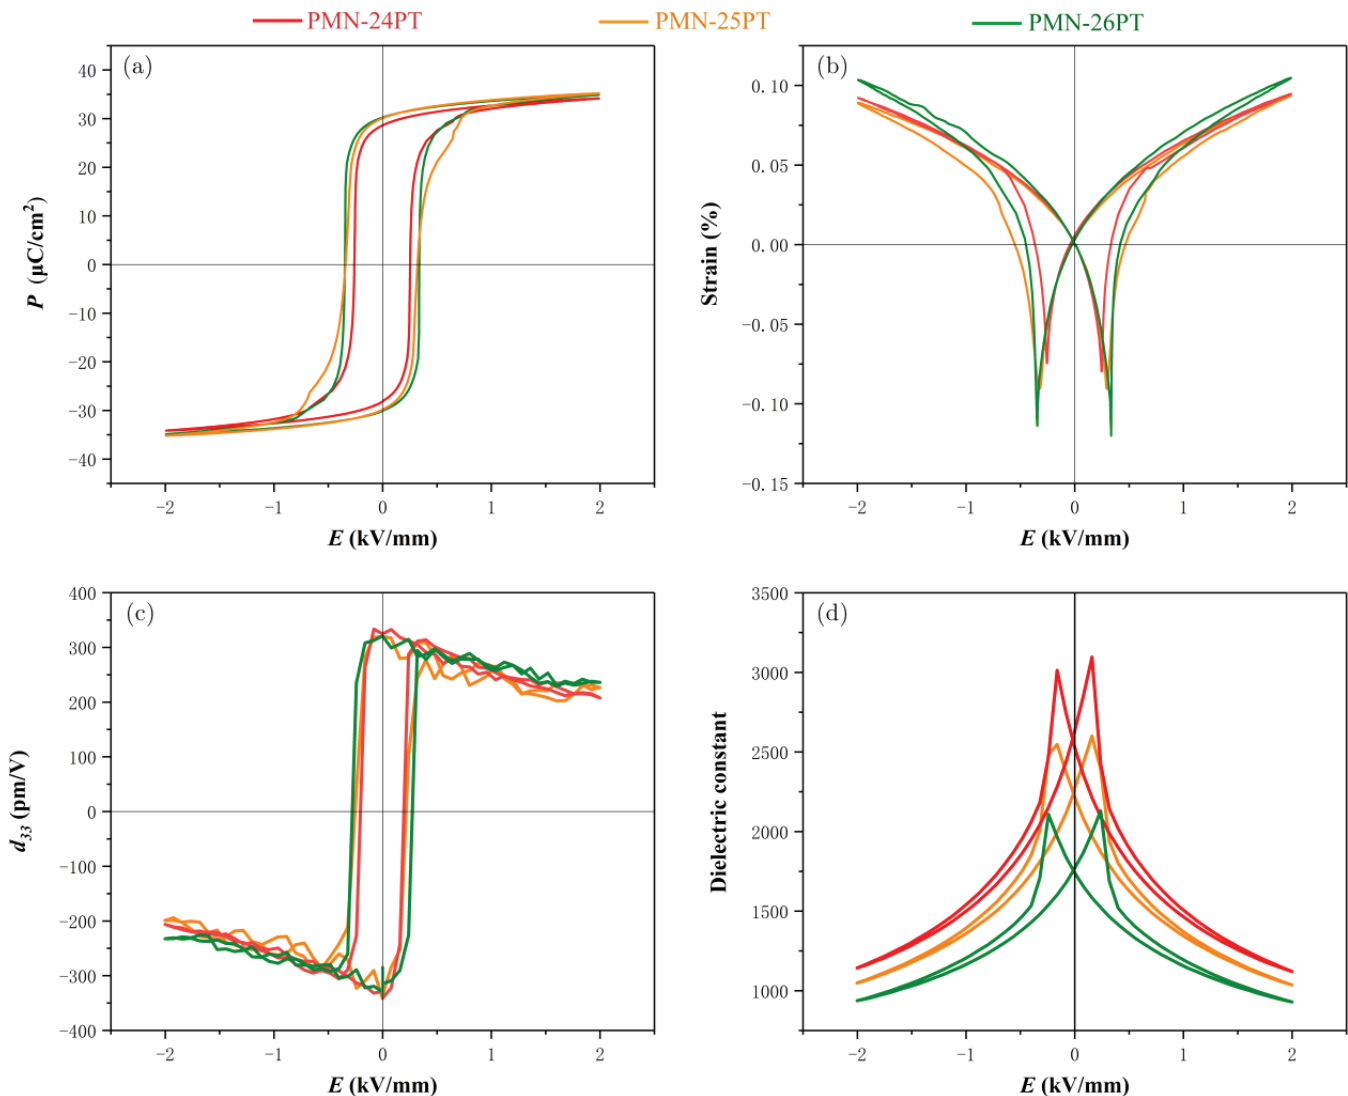 PMN-24PT PMN-25PT PMN-26PT
(a)
40
30
20
10
0
−10
−20
−30
−40
P (μC/cm²)
−2 −1 0 1 2
E (kV/mm)
(b)
0.10
0.05
0.00
−0.05
−0.10
−0.15
Strain (%)
−2 −1 0 1 2
E (kV/mm)
(c)
400
300
200
100
0
−100
−200
−300
−400
d33 (pm/V)
−2 −1 0 1 2
E (kV/mm)
(d)
3500
3000
2500
2000
1500
1000
Dielectric constant
−2 −1 0 1 2
E (kV/mm)